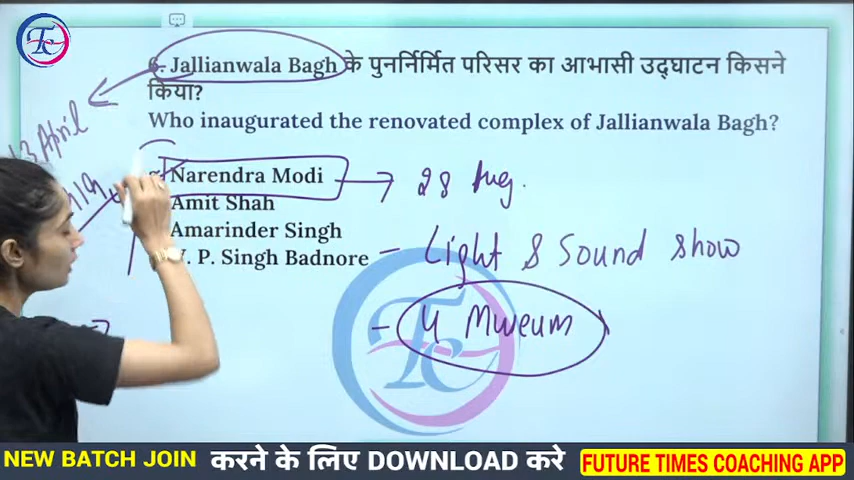 6. Jallianwala Bagh के पुनर्निर्मित परिसर का आभासी उद्घाटन किसने
किया?
Who inaugurated the renovated complex of Jallianwala Bagh?
13 April
Narendra Modi
28 Aug.
Amit Shah
Amarinder Singh
V. P. Singh Badnore
- Light & Sound show
- 4 Museum
NEW BATCH JOIN करने के लिए DOWNLOAD करे FUTURE TIMES COACHING APP